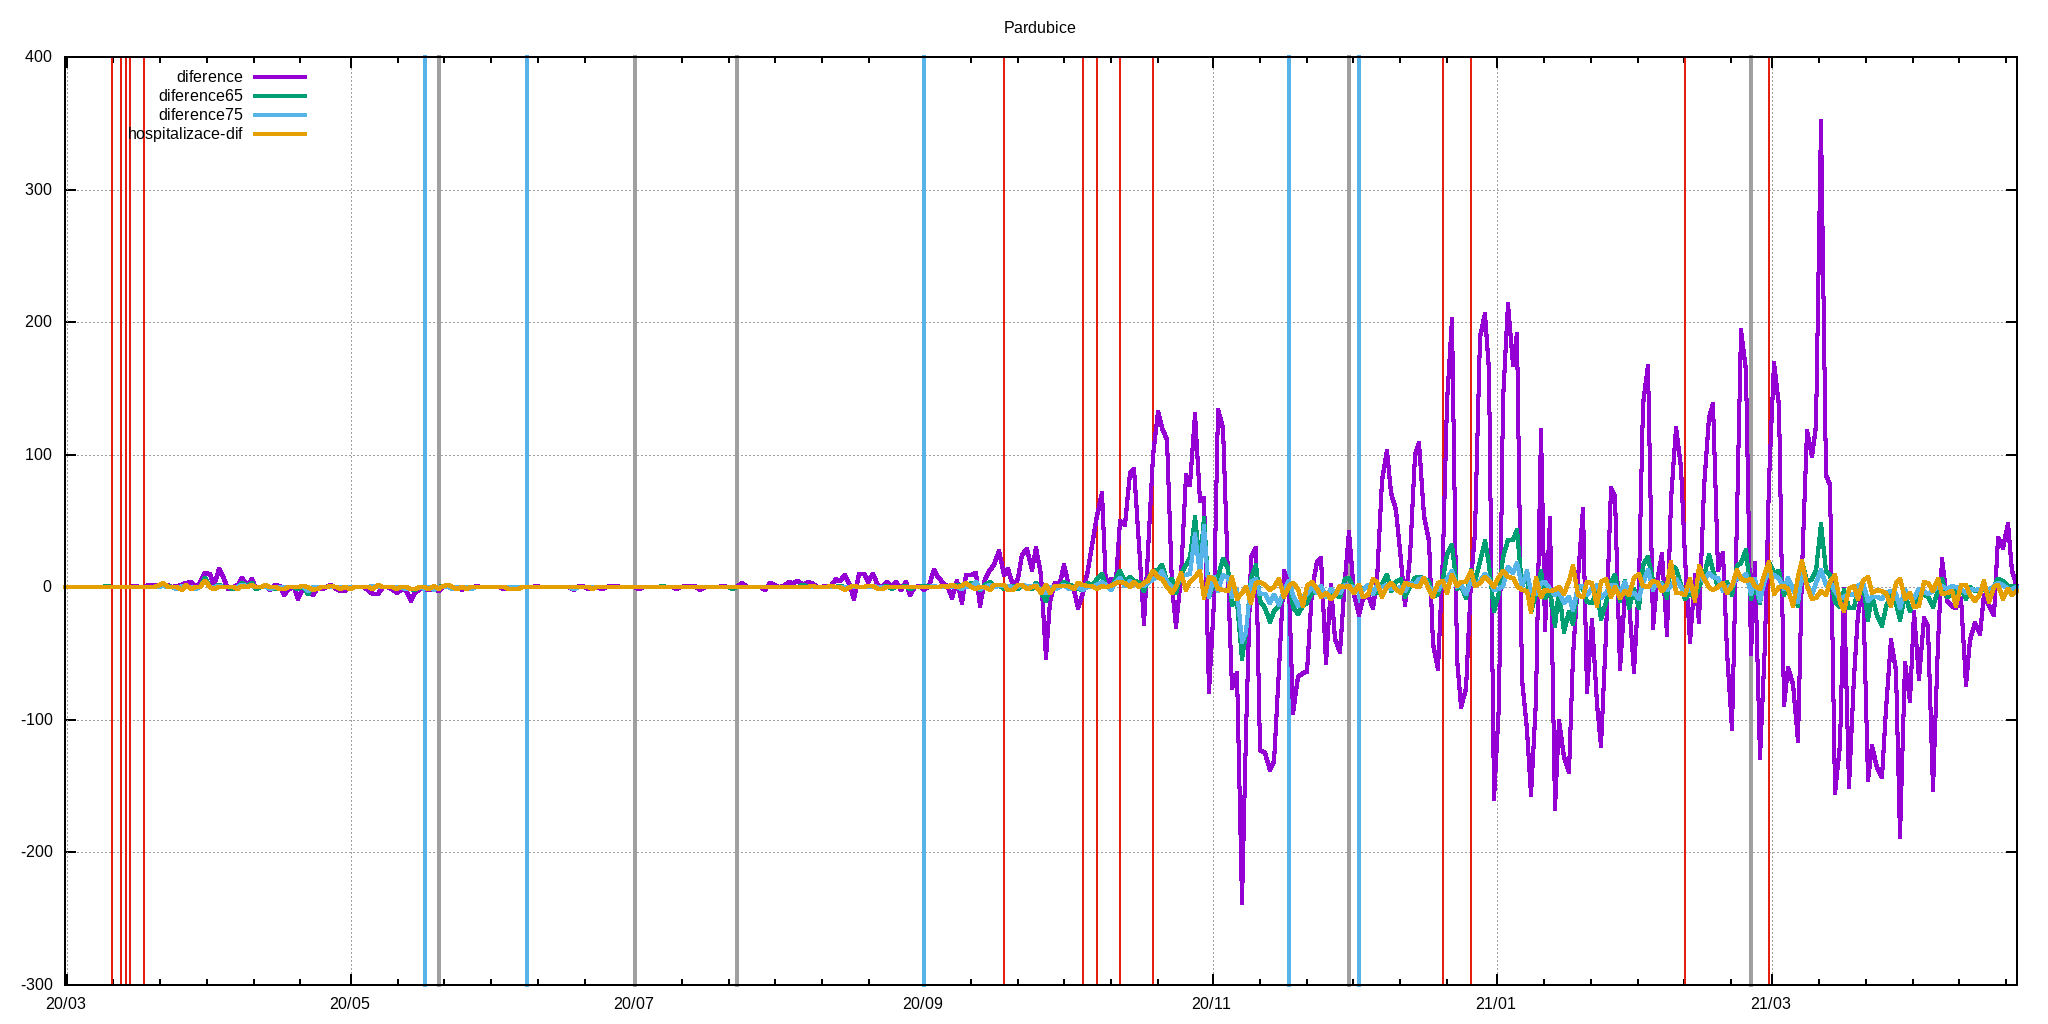 Pardubice
400
diference
diference65
diference75
hospitalizace-dif
300
200
100
0
-100
-200
-300
20/03 20/05 20/07 20/09 20/11 21/01 21/03